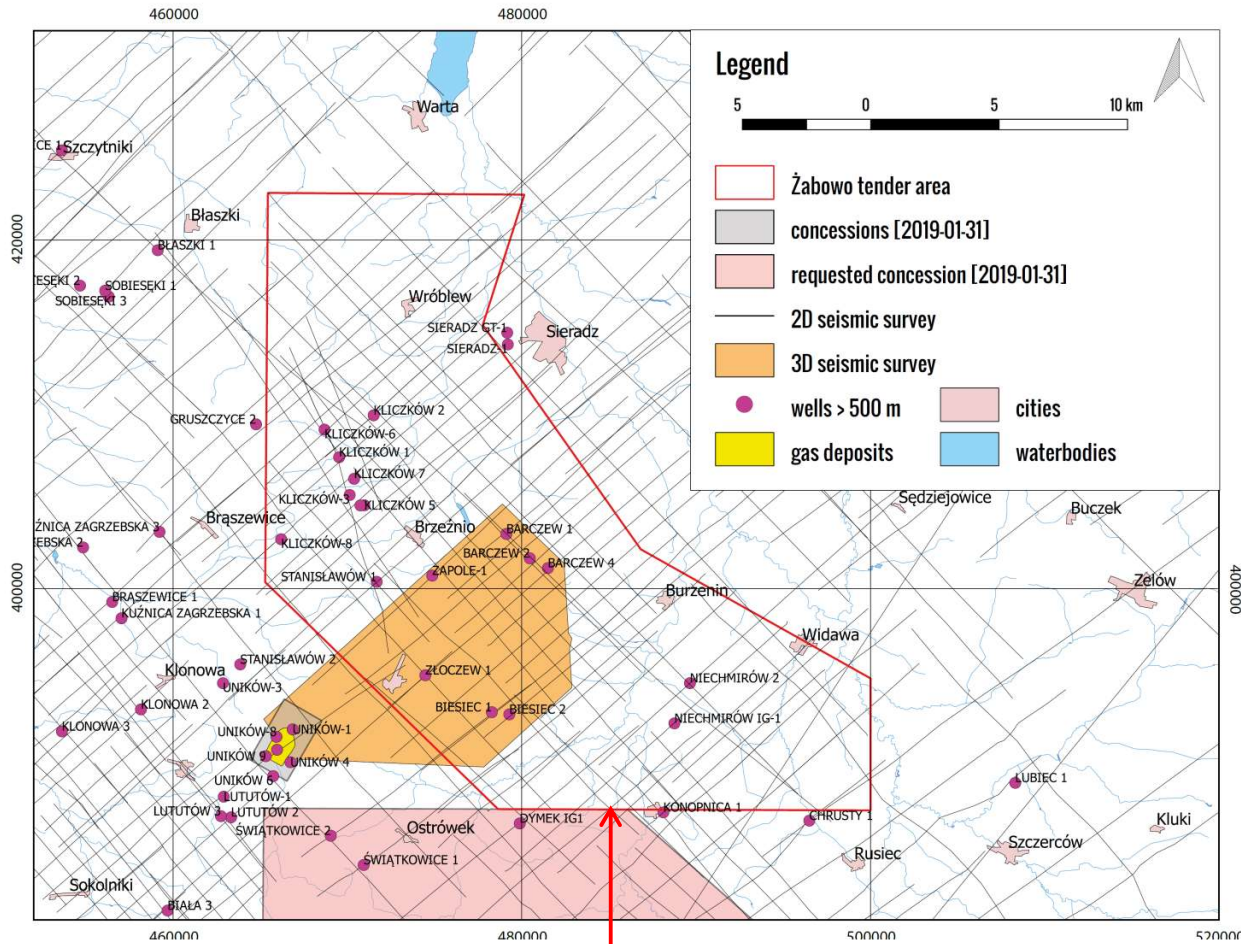 460000 480000
Legend
5 0 5 10 km
Żabowo tender area
concessions [2019-01-31]
requested concession [2019-01-31]
2D seismic survey
3D seismic survey
wells > 500 m
cities
gas deposits
waterbodies
Warta
CE 1
Szczytniki
Błaszki
420000
BŁASZKI 1
IESĘKI 2
SOBIESĘKI 1
SOBIESĘKI 3
Wróblew
SIERADZ GT-1
Sieradz
SIERADZ-1
KLICZKÓW 2
GRUSZCZYCE 2
KLICZKÓW-6
KLICZKÓW 1
KLICZKÓW 7
KLICZKÓW-3
KLICZKÓW 5
Sędziejowice
Buczek
Brąszewice
UŹNICA ZAGRZEBSKA 3
ZEBSKA 2
Brzeźnio
BARCZEW 1
KLICZKÓW-8
BARCZEW 2
BARCZEW 4
ZAPOLE-1
STANISŁAWÓW 1
Zelów
400000
400000
Burzenin
BRĄSZEWICE 1
KUŹNICA ZAGRZEBSKA 1
Widawa
STANISŁAWÓW 2
Klonowa
UNIKÓW-3
ZŁOCZEW 1
NIECHMIRÓW 2
KLONOWA 2
BIESIEC 1
BIESIEC 2
KLONOWA 3
UNIKÓW-8
UNIKÓW-1
NIECHMIRÓW IG-1
UNIKÓW 9
UNIKÓW 4
UNIKÓW 6
LUBIEC 1
LUTUTÓW-1
LUTUTÓW 3
LUTUTÓW 2
KONOPNICA 1
CHRUSTY 1
DYMEK IG1
ŚWIĄTKOWICE 2
Ostrówek
Kluki
Szczerców
Rusiec
ŚWIĄTKOWICE 1
Sokolniki
BIAŁA 3
460000 480000 500000 520000